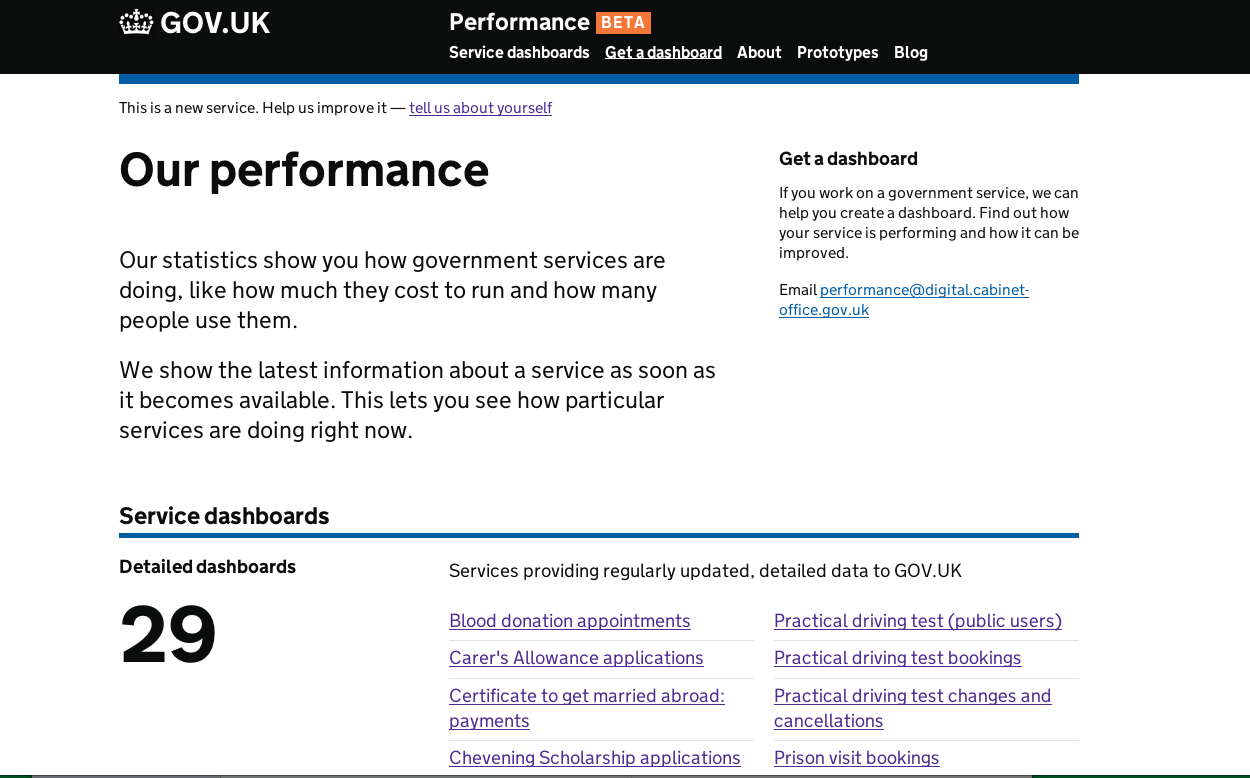 GOV.UK
Performance BETA
Service dashboards Get a dashboard About Prototypes Blog
This is a new service. Help us improve it — tell us about yourself
Our performance
Our statistics show you how government services are
doing, like how much they cost to run and how many
people use them.
We show the latest information about a service as soon as
it becomes available. This lets you see how particular
services are doing right now.
Get a dashboard
If you work on a government service, we can
help you create a dashboard. Find out how
your service is performing and how it can be
improved.
Email performance@digital.cabinet-
office.gov.uk
Service dashboards
Detailed dashboards
29
Services providing regularly updated, detailed data to GOV.UK
Blood donation appointments
Carer's Allowance applications
Certificate to get married abroad:
payments
Chevening Scholarship applications
Practical driving test (public users)
Practical driving test bookings
Practical driving test changes and
cancellations
Prison visit bookings